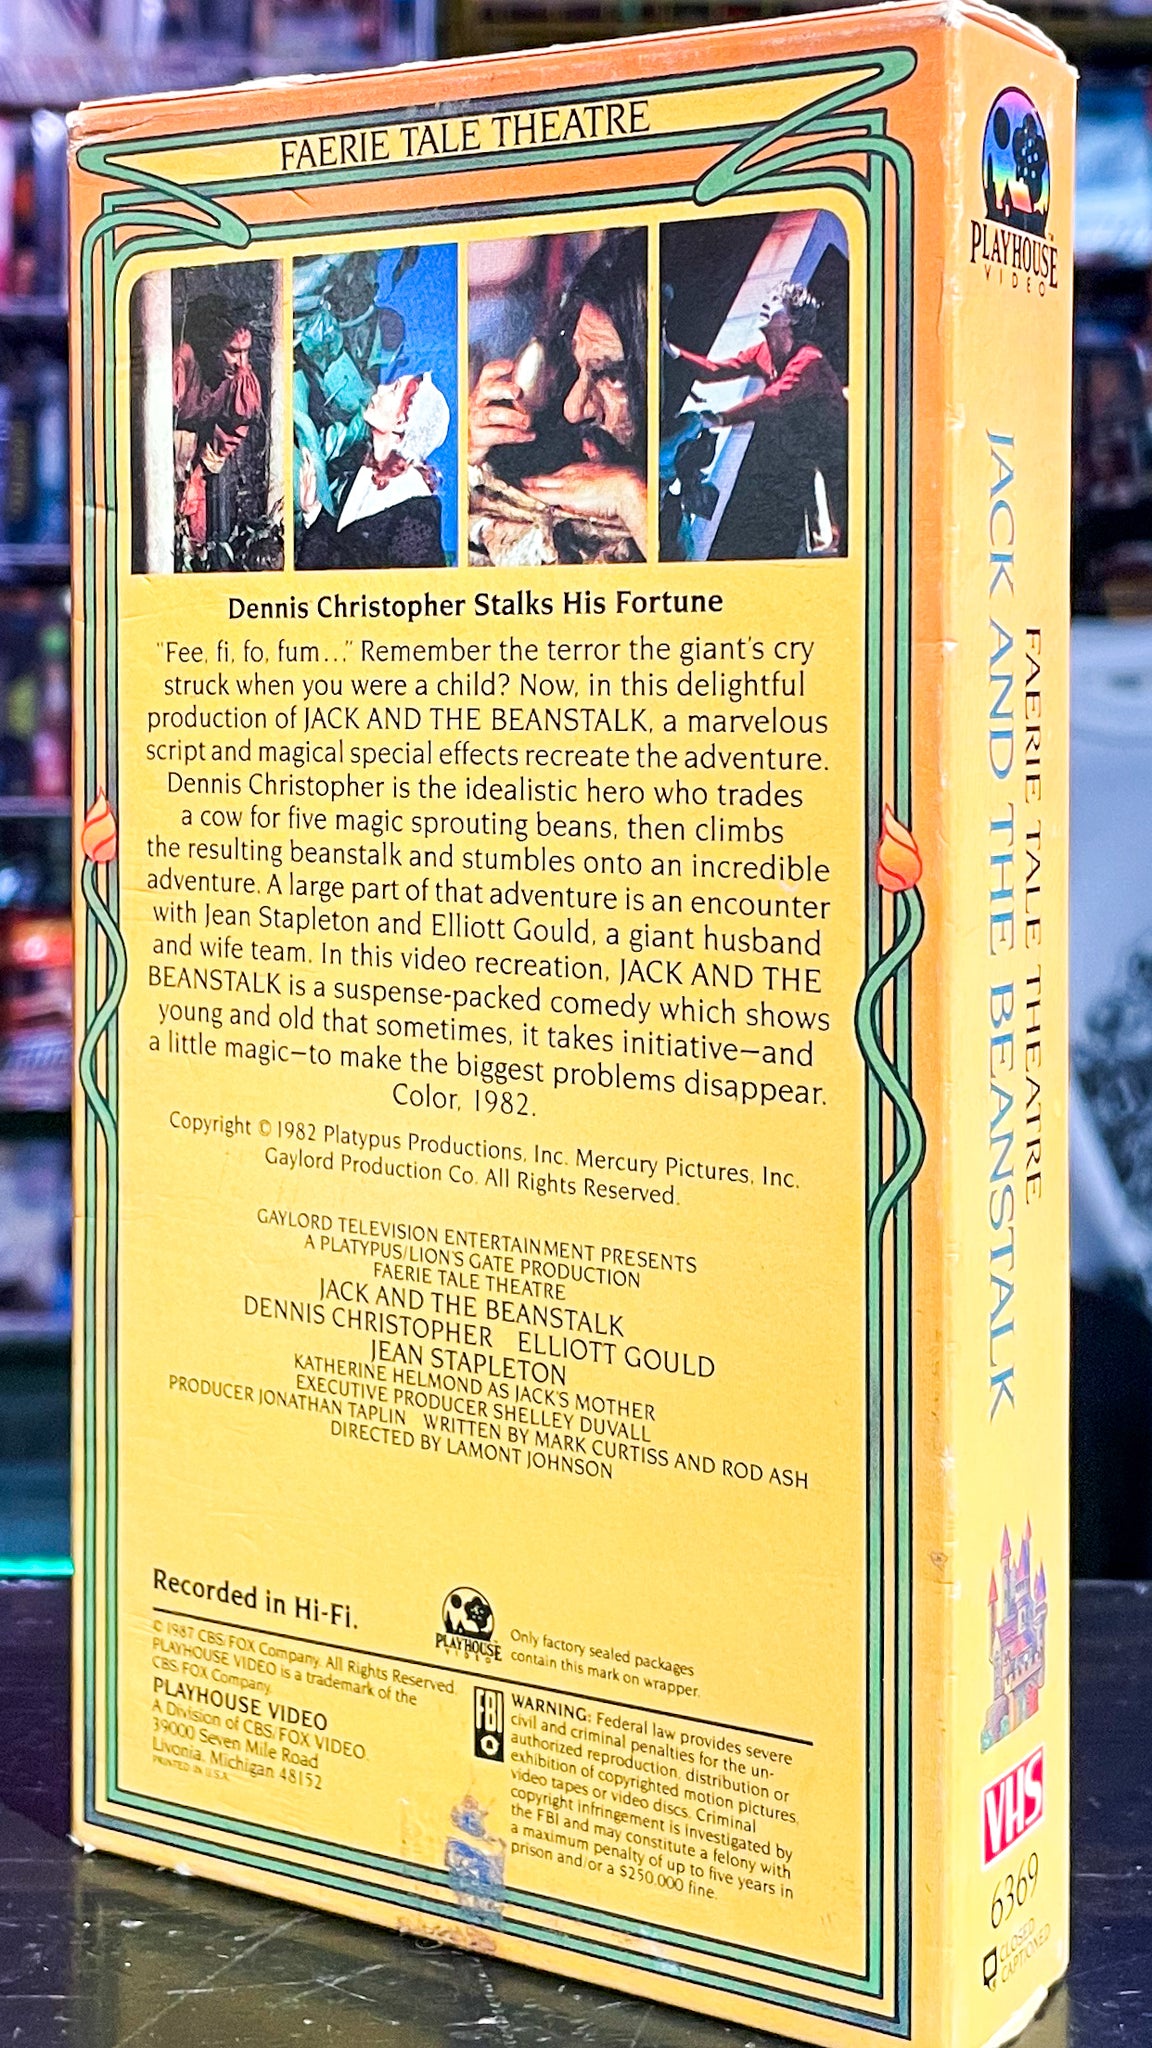 FAERIE TALE THEATRE
Dennis Christopher Stalks His Fortune
"Fee, fi, fo, fum..." Remember the terror the giant's cry
struck when you were a child? Now, in this delightful
production of JACK AND THE BEANSTALK, a marvelous
script and magical special effects recreate the adventure.
Dennis Christopher is the idealistic hero who trades
a cow for five magic sprouting beans, then climbs
the resulting beanstalk and stumbles onto an incredible
adventure. A large part of that adventure is an encounter
with Jean Stapleton and Elliott Gould, a giant husband
and wife team. In this video recreation, JACK AND THE
BEANSTALK is a suspense-packed comedy which shows
young and old that sometimes, it takes initiative—and
a little magic—to make the biggest problems disappear.
Color, 1982.
Copyright © 1982 Platypus Productions, Inc. Mercury Pictures, Inc.
Gaylord Production Co. All Rights Reserved.
GAYLORD TELEVISION ENTERTAINMENT PRESENTS
A PLATYPUS/LION'S GATE PRODUCTION
FAERIE TALE THEATRE
JACK AND THE BEANSTALK
DENNIS CHRISTOPHER ELLIOTT GOULD
JEAN STAPLETON
KATHERINE HELMOND AS JACK'S MOTHER
EXECUTIVE PRODUCER SHELLEY DUVALL
PRODUCER JONATHAN TAPLIN WRITTEN BY MARK CURTISS AND ROD ASH
DIRECTED BY LAMONT JOHNSON
Recorded in Hi-Fi.
© 1987 CBS/FOX Company. All Rights Reserved.
PLAYHOUSE VIDEO is a trademark of the
CBS/FOX Company.
PLAYHOUSE VIDEO
A Division of CBS/FOX VIDEO.
39000 Seven Mile Road
Livonia, Michigan 48152
PRINTED IN U.S.A.
PLAYHOUSE
VIDEO
Only factory sealed packages
contain this mark on wrapper.
FBI
WARNING: Federal law provides severe
civil and criminal penalties for the un-
authorized reproduction, distribution or
exhibition of copyrighted motion pictures,
video tapes or video discs. Criminal
copyright infringement is investigated by
the FBI and may constitute a felony with
a maximum penalty of up to five years in
prison and/or a $250,000 fine.
PLAYHOUSE
VIDEO
FAERIE TALE THEATRE
JACK AND THE BEANSTALK
VHS
6369
CLOSED
CAPTIONED